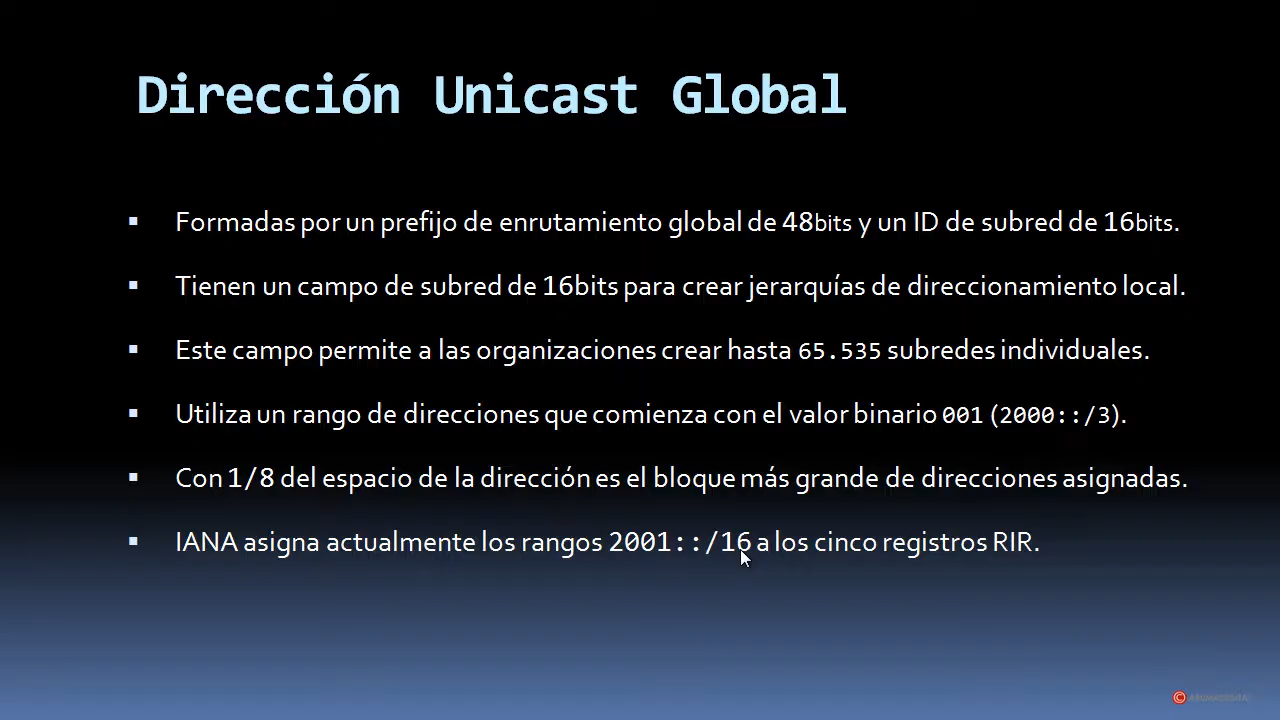 Dirección Unicast Global
▪ Formadas por un prefijo de enrutamiento global de 48bits y un ID de subred de 16bits.
▪ Tienen un campo de subred de 16bits para crear jerarquías de direccionamiento local.
▪ Este campo permite a las organizaciones crear hasta 65.535 subredes individuales.
▪ Utiliza un rango de direcciones que comienza con el valor binario 001 (2000::/3).
▪ Con 1/8 del espacio de la dirección es el bloque más grande de direcciones asignadas.
▪ IANA asigna actualmente los rangos 2001::/16 a los cinco registros RIR.
©